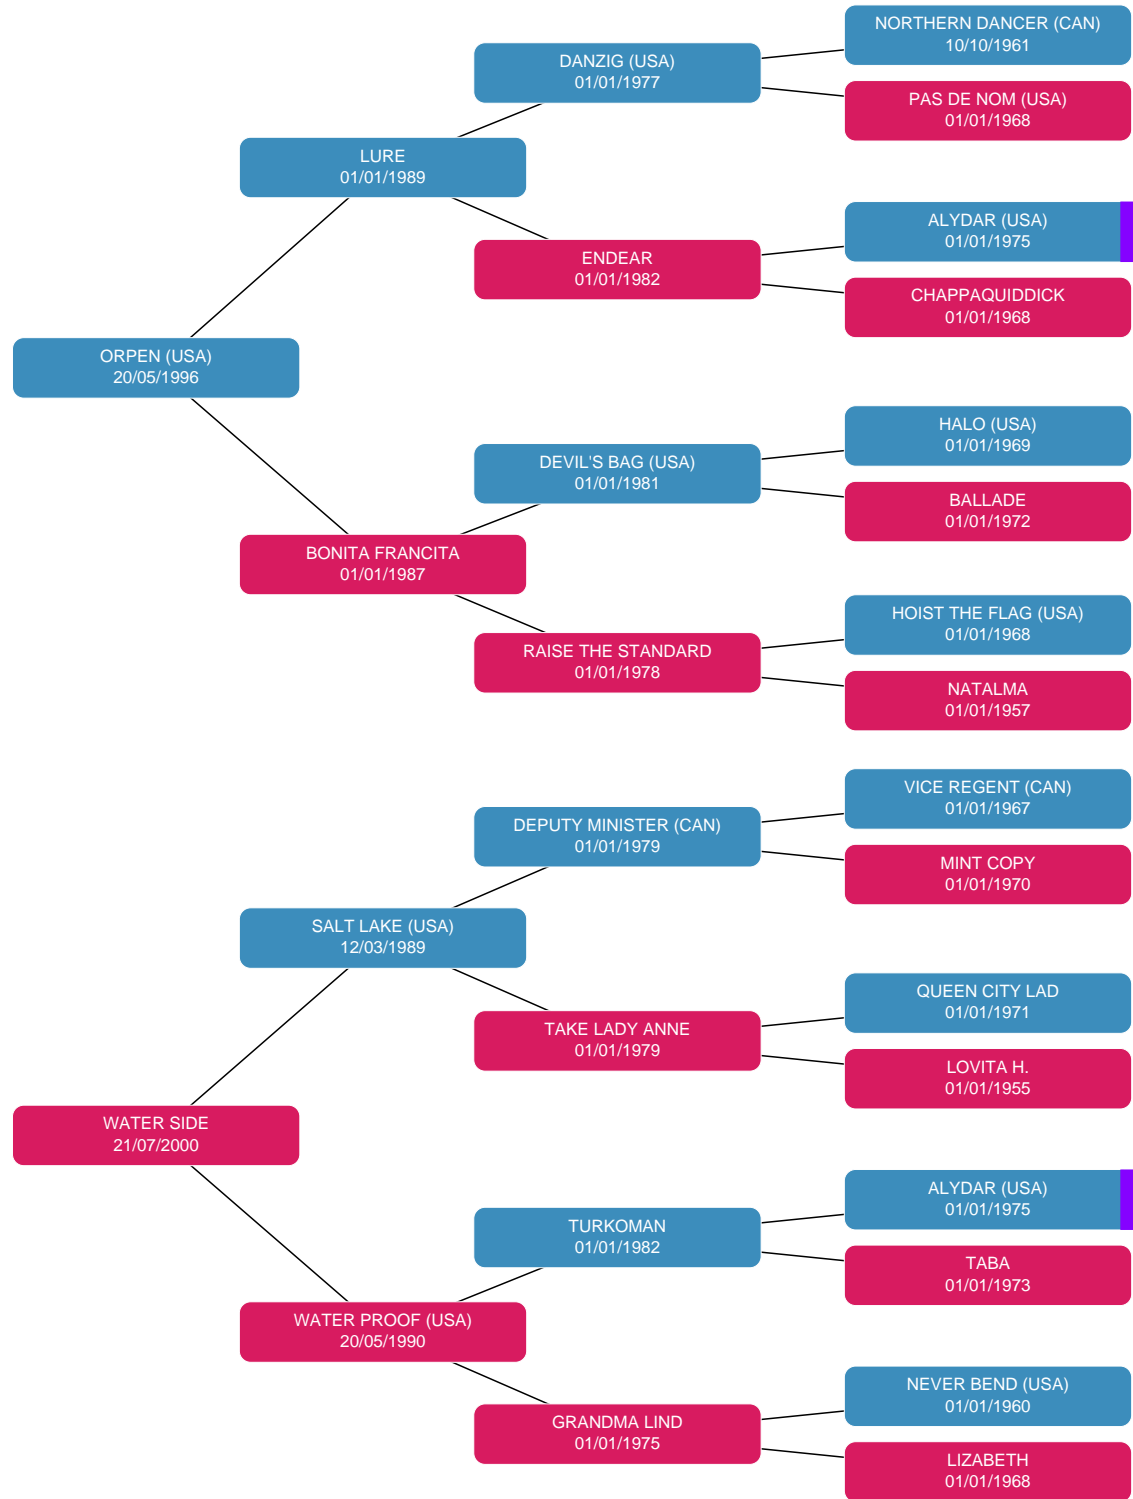 NORTHERN DANCER (CAN)
10/10/1961
DANZIG (USA)
01/01/1977
PAS DE NOM (USA)
01/01/1968
LURE
01/01/1989
ALYDAR (USA)
01/01/1975
ENDEAR
01/01/1982
CHAPPAQUIDDICK
01/01/1968
ORPEN (USA)
20/05/1996
HALO (USA)
01/01/1969
DEVIL'S BAG (USA)
01/01/1981
BALLADE
01/01/1972
BONITA FRANCITA
01/01/1987
HOIST THE FLAG (USA)
01/01/1968
RAISE THE STANDARD
01/01/1978
NATALMA
01/01/1957
VICE REGENT (CAN)
01/01/1967
DEPUTY MINISTER (CAN)
01/01/1979
MINT COPY
01/01/1970
SALT LAKE (USA)
12/03/1989
QUEEN CITY LAD
01/01/1971
TAKE LADY ANNE
01/01/1979
LOVITA H.
01/01/1955
WATER SIDE
21/07/2000
ALYDAR (USA)
01/01/1975
TURKOMAN
01/01/1982
TABA
01/01/1973
WATER PROOF (USA)
20/05/1990
NEVER BEND (USA)
01/01/1960
GRANDMA LIND
01/01/1975
LIZABETH
01/01/1968